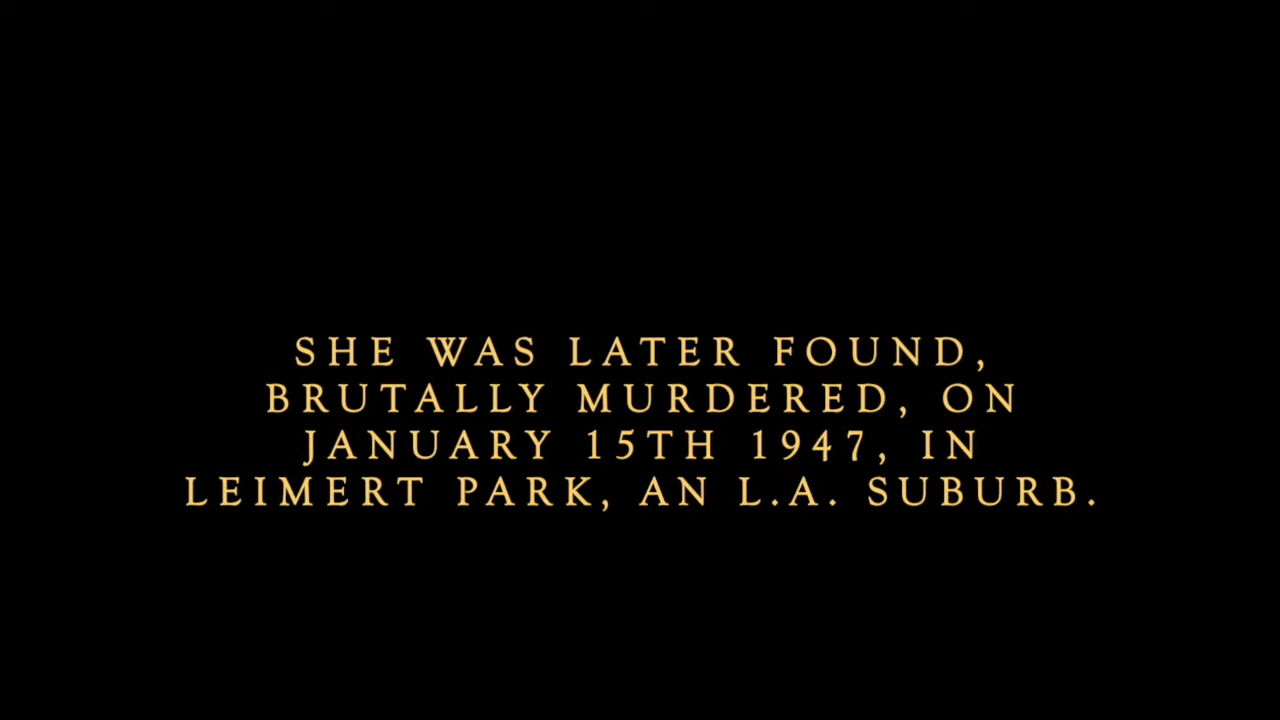 SHE WAS LATER FOUND,
BRUTALLY MURDERED, ON
JANUARY 15TH 1947, IN
LEIMERT PARK, AN L.A. SUBURB.